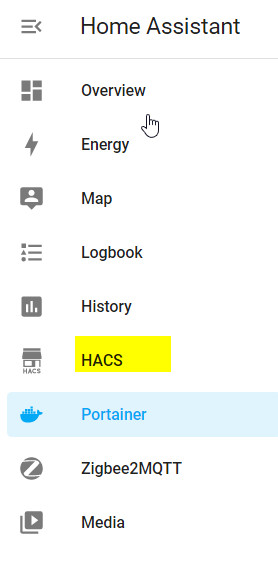 Home Assistant
Overview
Energy
Map
Logbook
History
HACS
HACS
Portainer
Zigbee2MQTT
Media